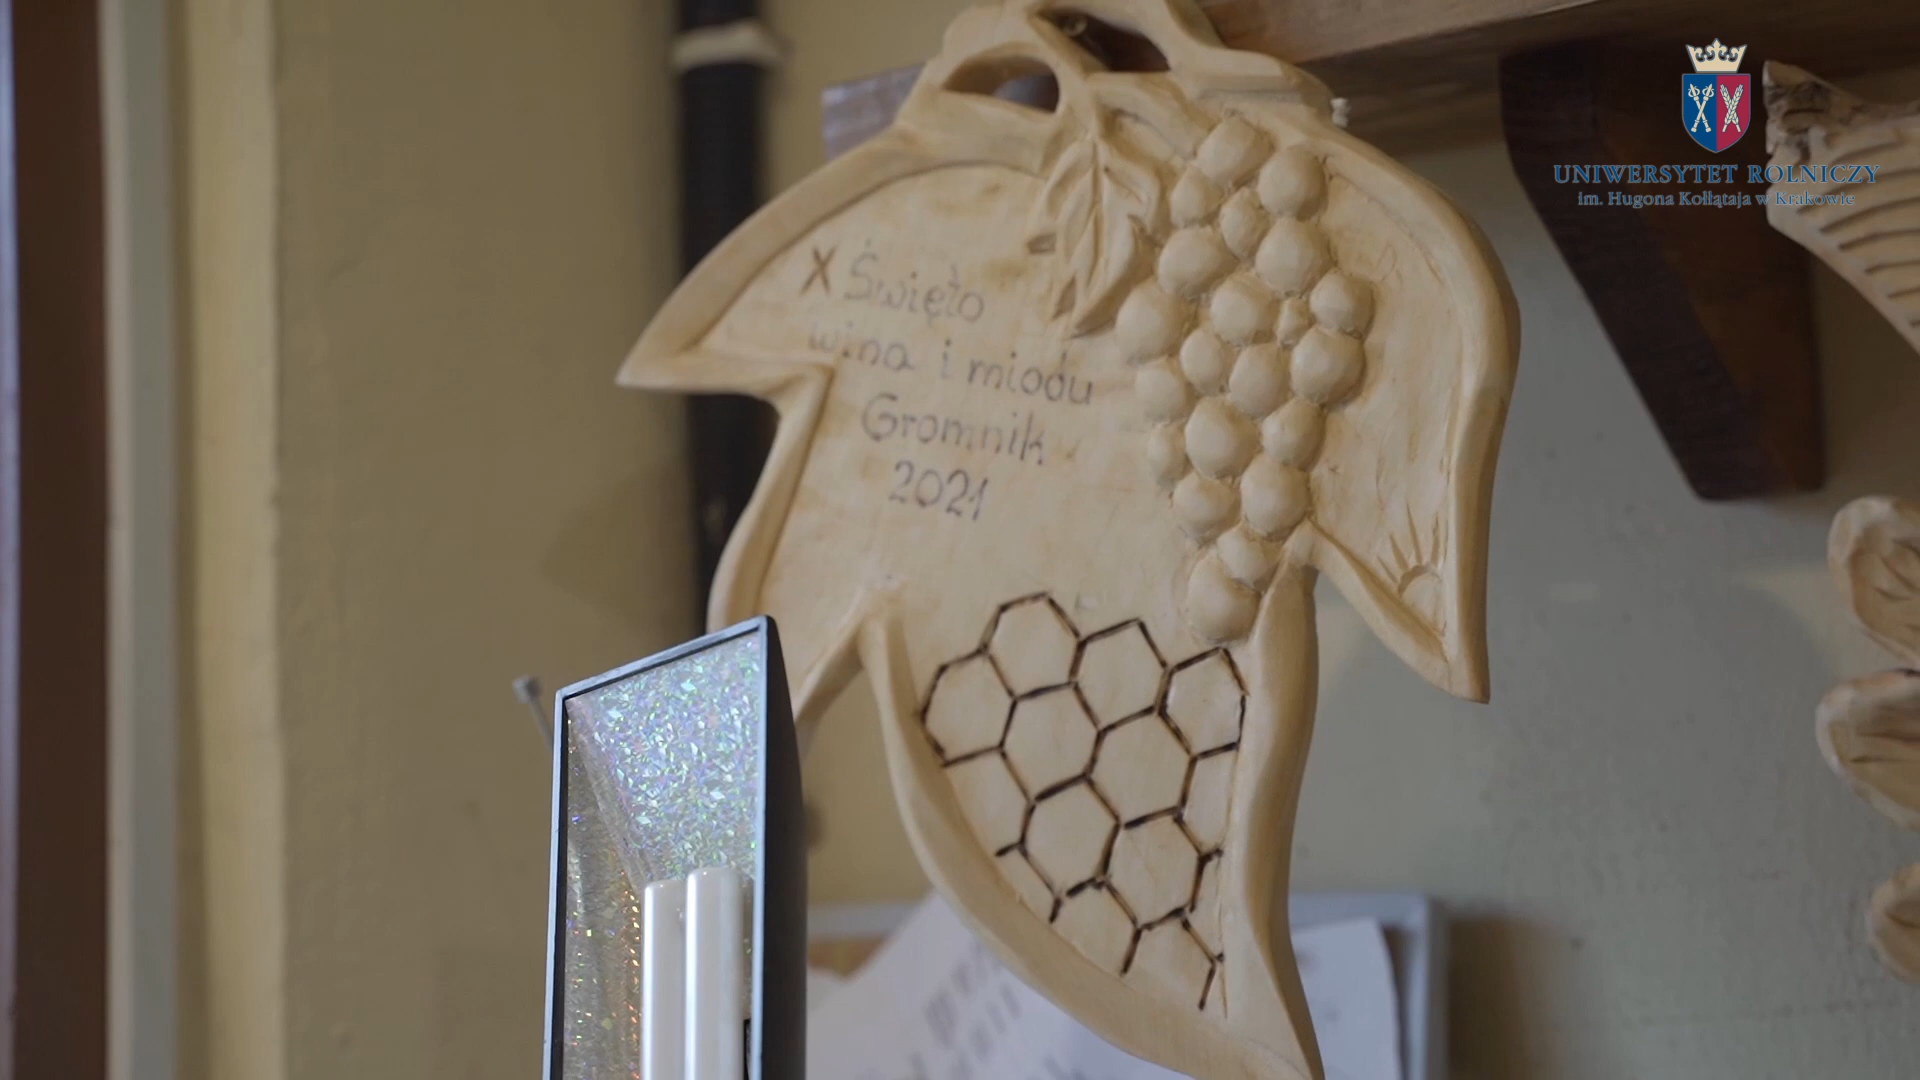 X Święto
wina i miodu
Gromnik
2021
UNIWERSYTET ROLNICZY
im. Hugona Kołłątaja w Krakowie